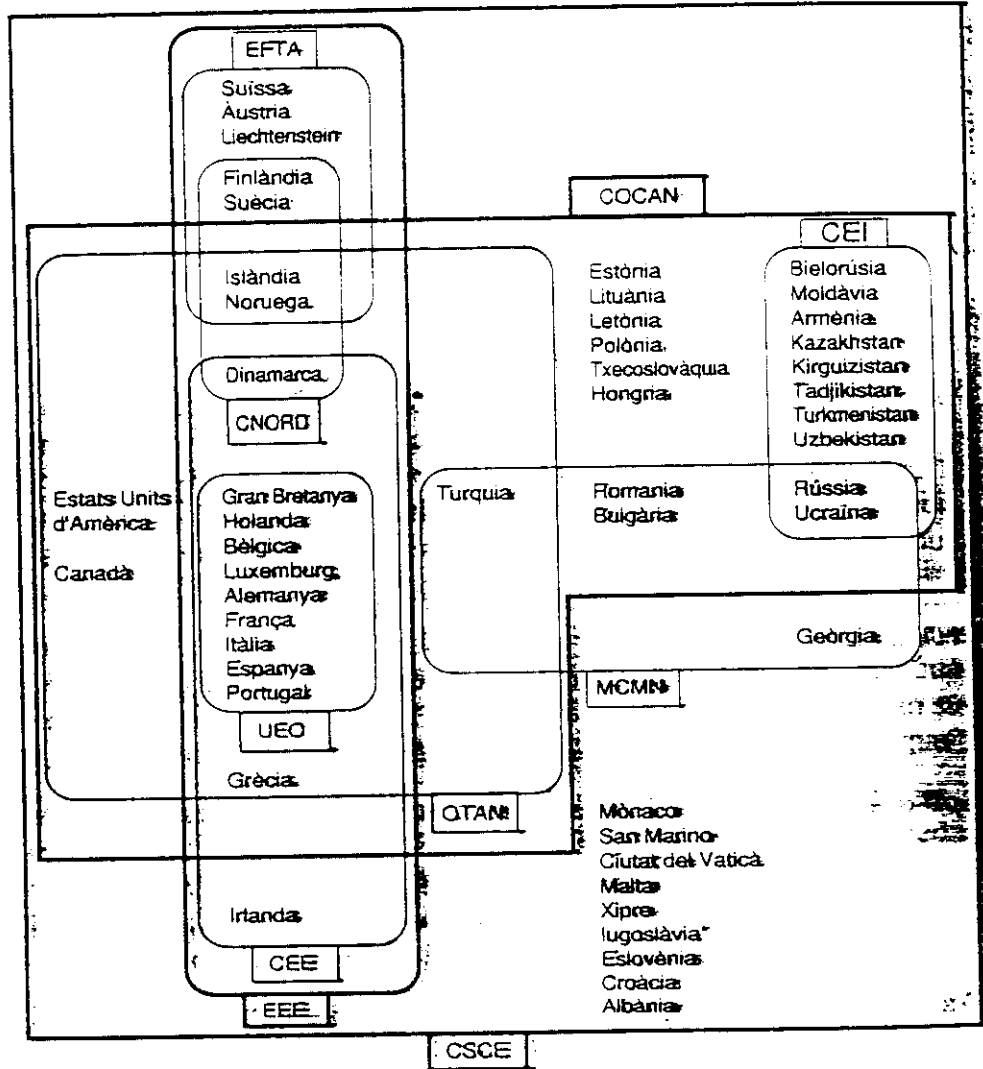 EFTA
Suïssa
Àustria
Liechtenstein
Finlàndia
Suècia
COCAN
CEI
Islàndia
Noruega
Estònia
Lituània
Letònia
Polònia
Txecoslovàquia
Hongria
Bielorúsia
Moldàvia
Armènia
Kazakhstan
Kirguizistan
Tadjikistan
Turkmenistan
Uzbekistan
Dinamarca
CNORD
Estats Units
d'Amèrica
Canadà
Gran Bretanya
Holanda
Bèlgica
Luxemburg
Alemanya
França
Itàlia
Espanya
Portugal
UEO
Turquia
Romania
Bulgària
Rússia
Ucraïna
Geòrgia
MCMN
Grècia
OTAN
Mònaco
San Marino
Ciutat del Vaticà
Malta
Xipre
Iugoslàvia*
Eslovènia
Croàcia
Albània
Irlanda
CEE
EEE
CSCE